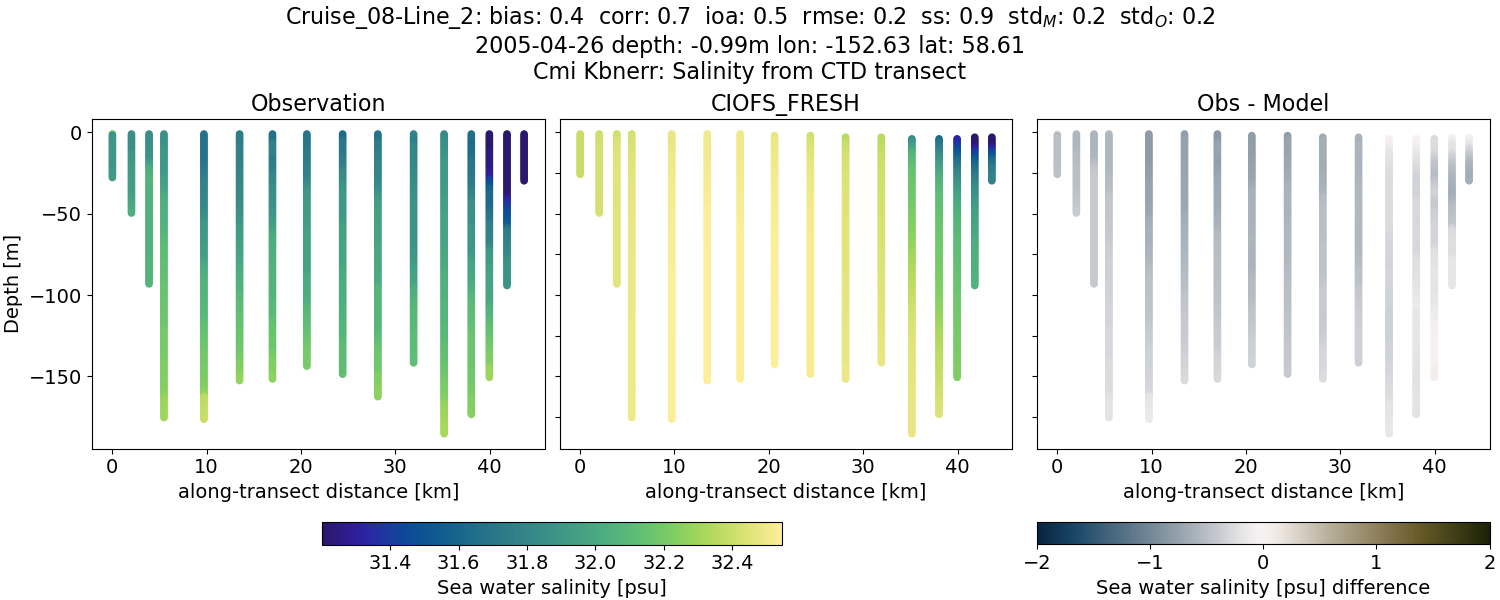 Cruise_08-Line_2: bias: 0.4  corr: 0.7  ioa: 0.5  rmse: 0.2  ss: 0.9  std_M: 0.2  std_O: 0.2
2005-04-26 depth: -0.99m lon: -152.63 lat: 58.61
Cmi Kbnerr: Salinity from CTD transect
Observation CIOFS_FRESH Obs - Model
Depth [m]
0
−50
−100
−150
0 10 20 30 40 0 10 20 30 40 0 10 20 30 40
along-transect distance [km] along-transect distance [km] along-transect distance [km]
31.4 31.6 31.8 32.0 32.2 32.4 −2 −1 0 1 2
Sea water salinity [psu] Sea water salinity [psu] difference